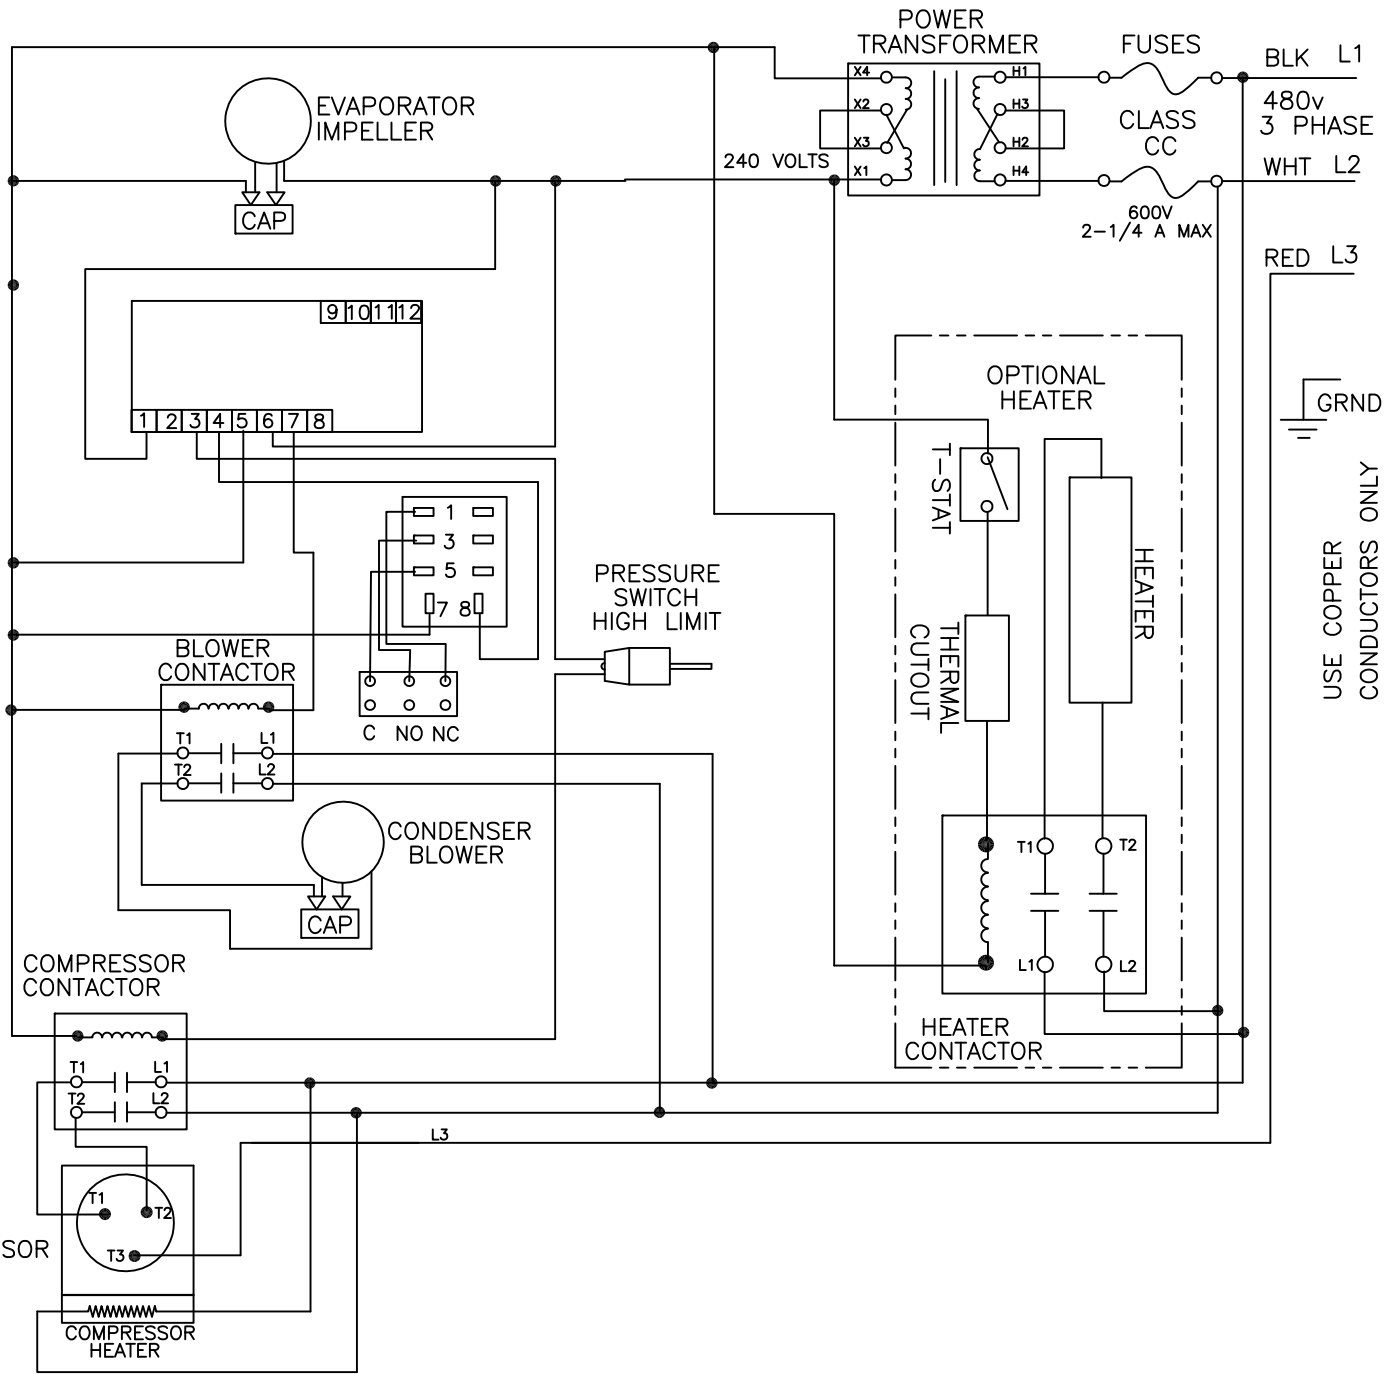 POWER
TRANSFORMER
FUSES
BLK L1
X4
H1
EVAPORATOR
IMPELLER
X2
H3
480v
3 PHASE
CLASS
CC
X3
H2
240 VOLTS
X1
H4
WHT L2
CAP
600V
2-1/4 A MAX
RED L3
9 10 11 12
OPTIONAL
HEATER
GRND
1 2 3 4 5 6 7 8
T-STAT
1
3
5
7 8
HEATER
USE COPPER
CONDUCTORS ONLY
PRESSURE
SWITCH
HIGH LIMIT
THERMAL
CUTOUT
BLOWER
CONTACTOR
C NO NC
T1 L1
T2 L2
CONDENSER
BLOWER
CAP
T1 T2
L1 L2
COMPRESSOR
CONTACTOR
HEATER
CONTACTOR
T1 L1
T2 L2
L3
T1
T2
T3
SOR
COMPRESSOR
HEATER